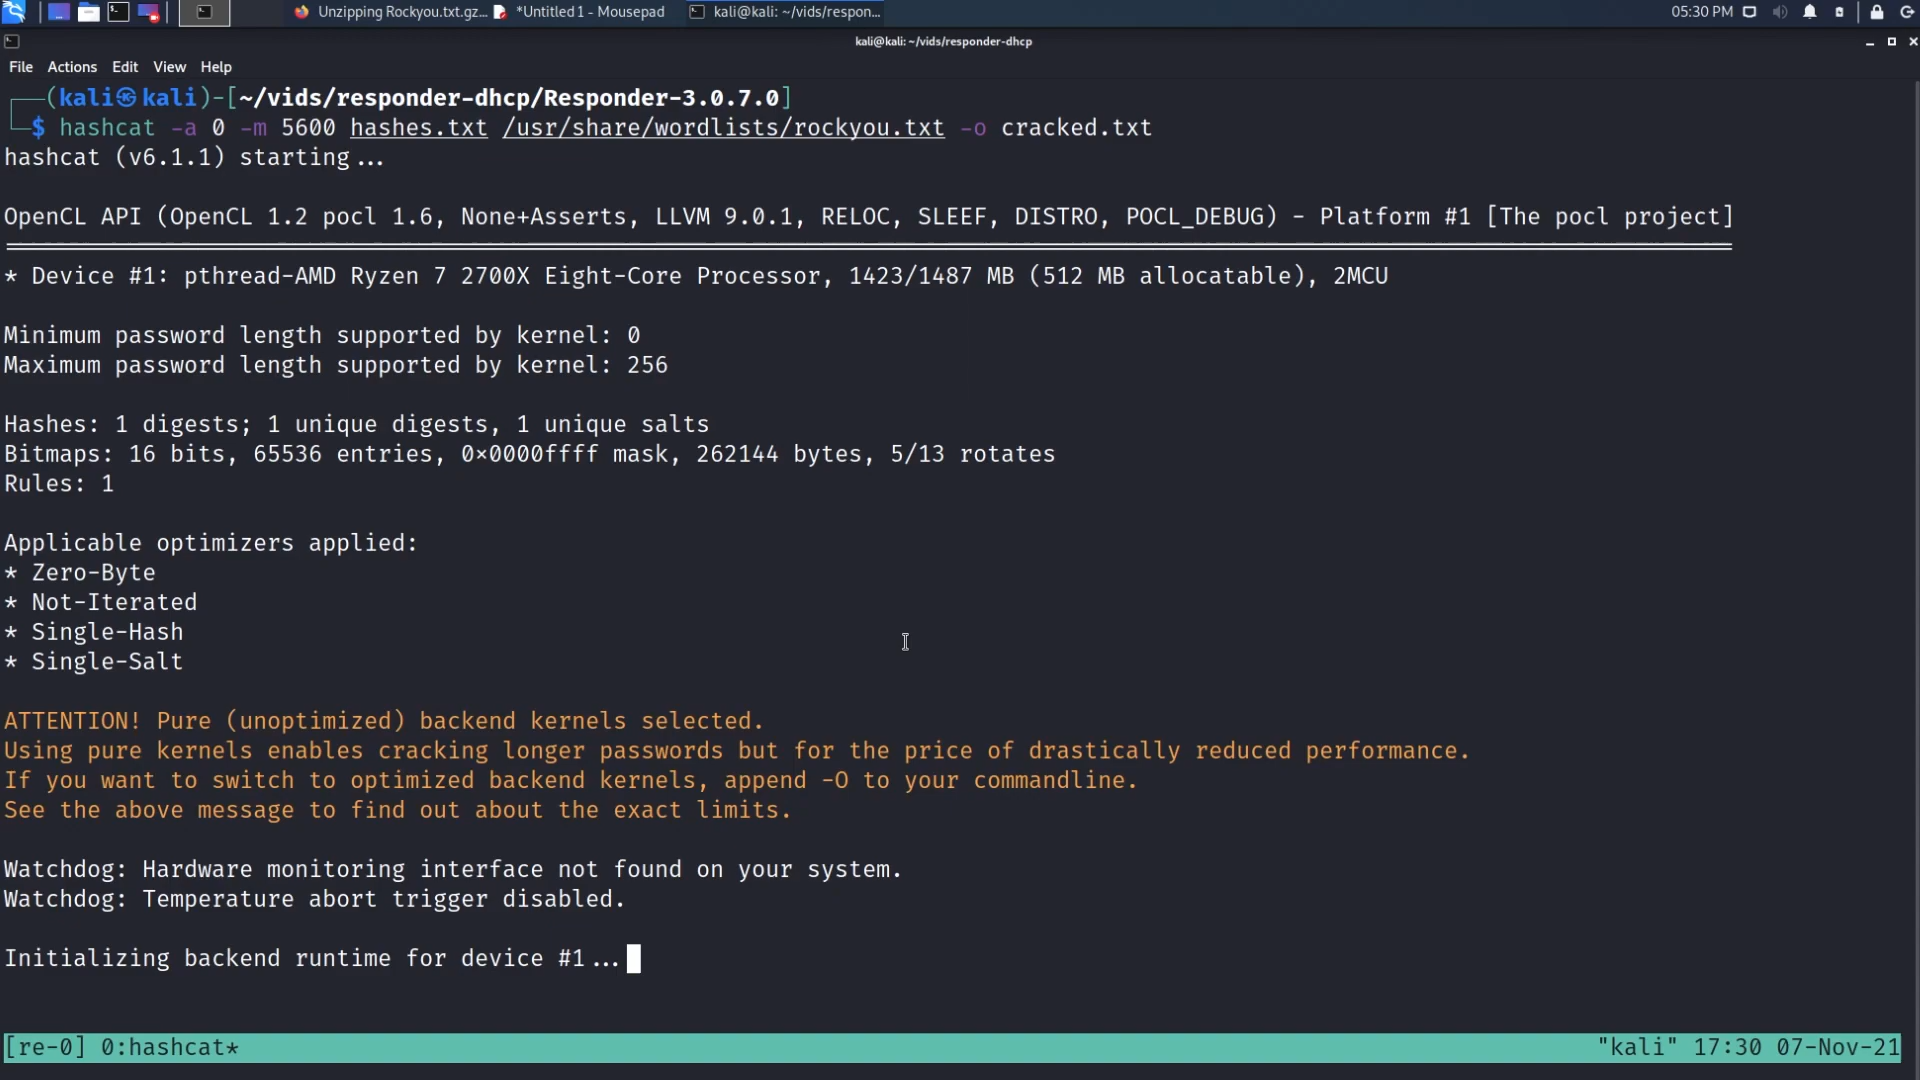 Unzipping Rockyou.txt.gz... *Untitled 1 - Mousepad kali@kali: ~/vids/respon... 05:30 PM
kali@kali: ~/vids/responder-dhcp
File Actions Edit View Help
┌──(kali㉿kali)-[~/vids/responder-dhcp/Responder-3.0.7.0]
└─$ hashcat -a 0 -m 5600 hashes.txt /usr/share/wordlists/rockyou.txt -o cracked.txt
hashcat (v6.1.1) starting...
OpenCL API (OpenCL 1.2 pocl 1.6, None+Asserts, LLVM 9.0.1, RELOC, SLEEF, DISTRO, POCL_DEBUG) - Platform #1 [The pocl project]
* Device #1: pthread-AMD Ryzen 7 2700X Eight-Core Processor, 1423/1487 MB (512 MB allocatable), 2MCU
Minimum password length supported by kernel: 0
Maximum password length supported by kernel: 256
Hashes: 1 digests; 1 unique digests, 1 unique salts
Bitmaps: 16 bits, 65536 entries, 0x0000ffff mask, 262144 bytes, 5/13 rotates
Rules: 1
Applicable optimizers applied:
* Zero-Byte
* Not-Iterated
* Single-Hash
* Single-Salt
ATTENTION! Pure (unoptimized) backend kernels selected.
Using pure kernels enables cracking longer passwords but for the price of drastically reduced performance.
If you want to switch to optimized backend kernels, append -O to your commandline.
See the above message to find out about the exact limits.
Watchdog: Hardware monitoring interface not found on your system.
Watchdog: Temperature abort trigger disabled.
Initializing backend runtime for device #1...
[re-0] 0:hashcat* "kali" 17:30 07-Nov-21